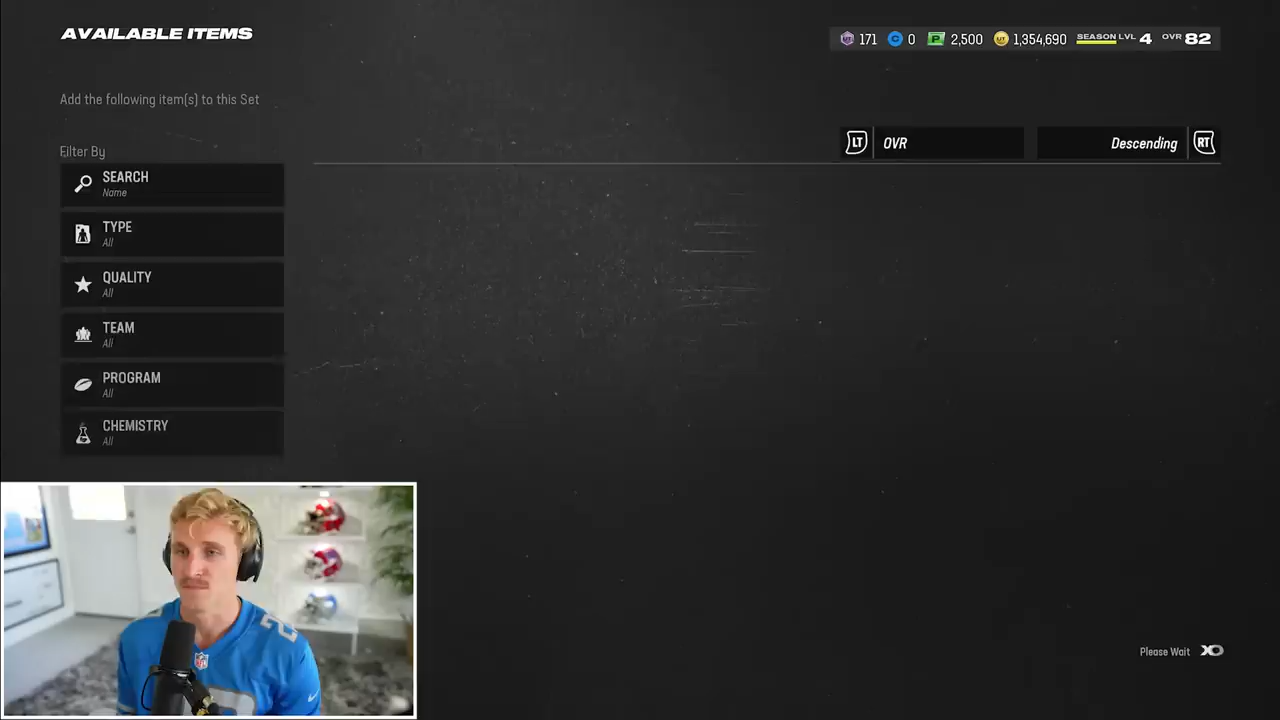 AVAILABLE ITEMS
171 0 2,500 1,354,690 SEASON LVL 4 OVR 82
Add the following item(s) to this Set
Filter By
LT OVR Descending RT
SEARCH
Name
TYPE
All
QUALITY
All
TEAM
All
PROGRAM
All
CHEMISTRY
All
Please Wait